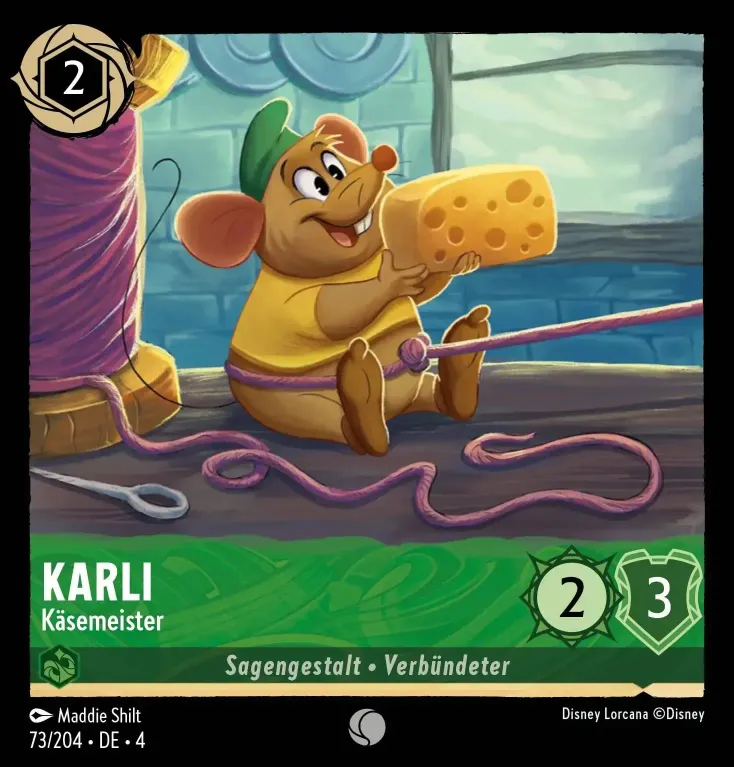 2
KARLI
Käsemeister
2
3
Sagengestalt • Verbündeter
Maddie Shilt
Disney Lorcana ©Disney
73/204 • DE • 4